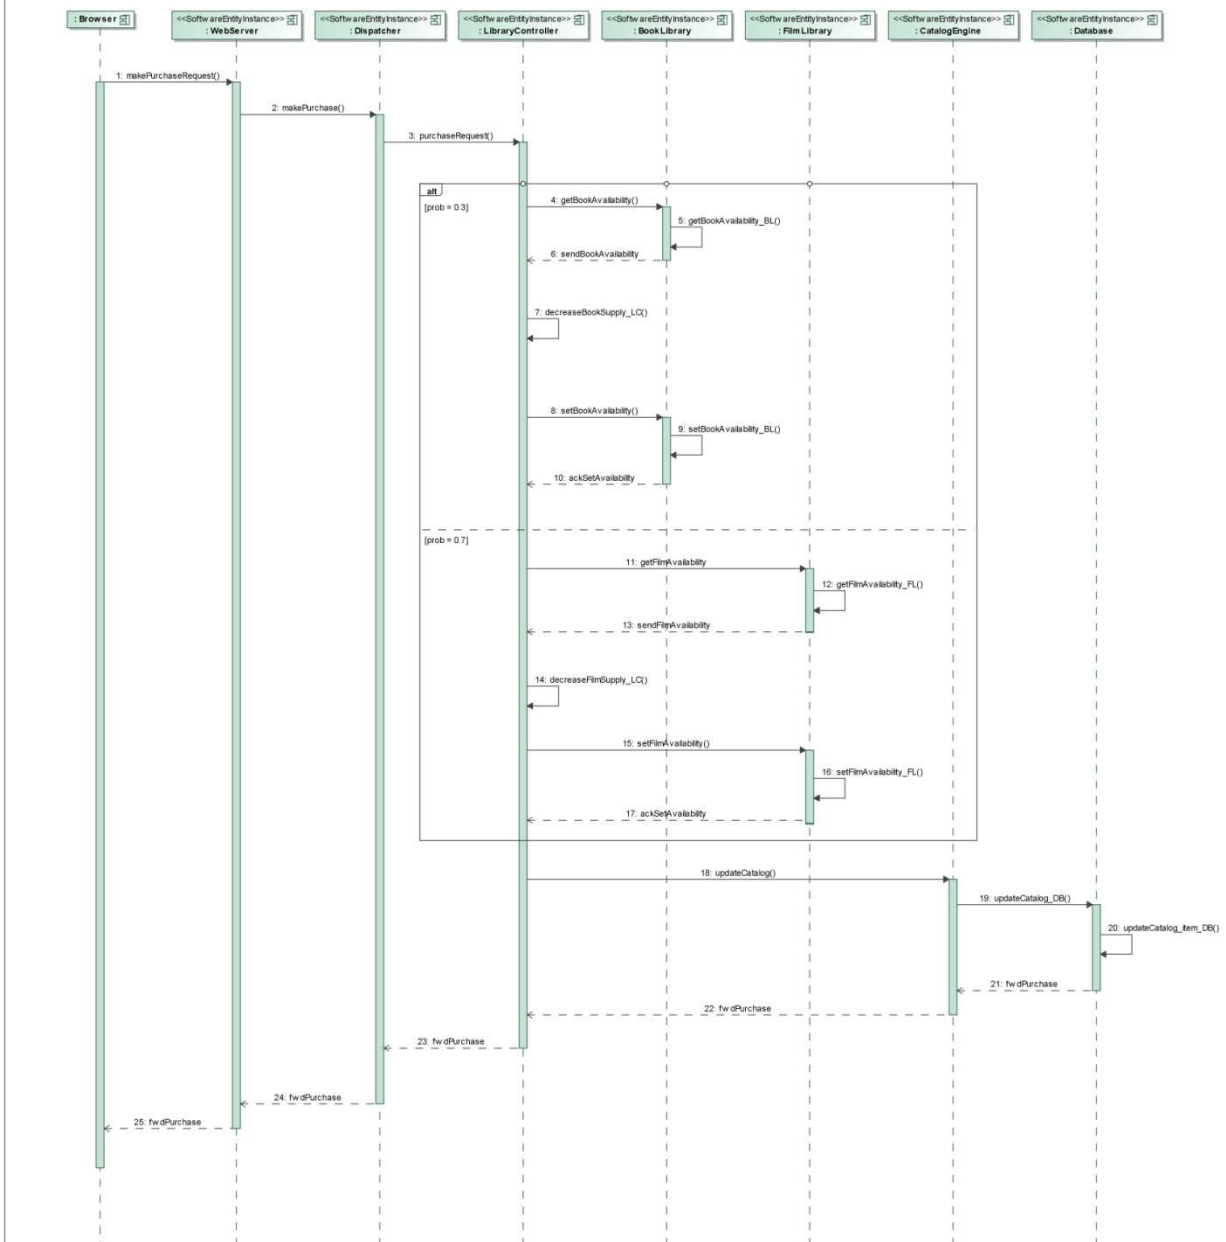 : Browser
<<SoftwareEntityInstance>>
: WebServer
<<SoftwareEntityInstance>>
: Dispatcher
<<SoftwareEntityInstance>>
: LibraryController
<<SoftwareEntityInstance>>
: BookLibrary
<<SoftwareEntityInstance>>
: FilmLibrary
<<SoftwareEntityInstance>>
: CatalogEngine
<<SoftwareEntityInstance>>
: Database
1: makePurchaseRequest()
2: makePurchase()
3: purchaseRequest()
alt
[prob = 0.3]
4: getBookAvailability()
5: getBookAvailability_BL()
6: sendBookAvailability
7: decreaseBookSupply_LC()
8: setBookAvailability()
9: setBookAvailability_BL()
10: ackSetAvailability
[prob = 0.7]
11: getFilmAvailability
12: getFilmAvailability_FL()
13: sendFilmAvailability
14: decreaseFilmSupply_LC()
15: setFilmAvailability()
16: setFilmAvailability_FL()
17: ackSetAvailability
18: updateCatalog()
19: updateCatalog_DB()
20: updateCatalog_item_DB()
21: fwdPurchase
22: fwdPurchase
23: fwdPurchase
24: fwdPurchase
25: fwdPurchase